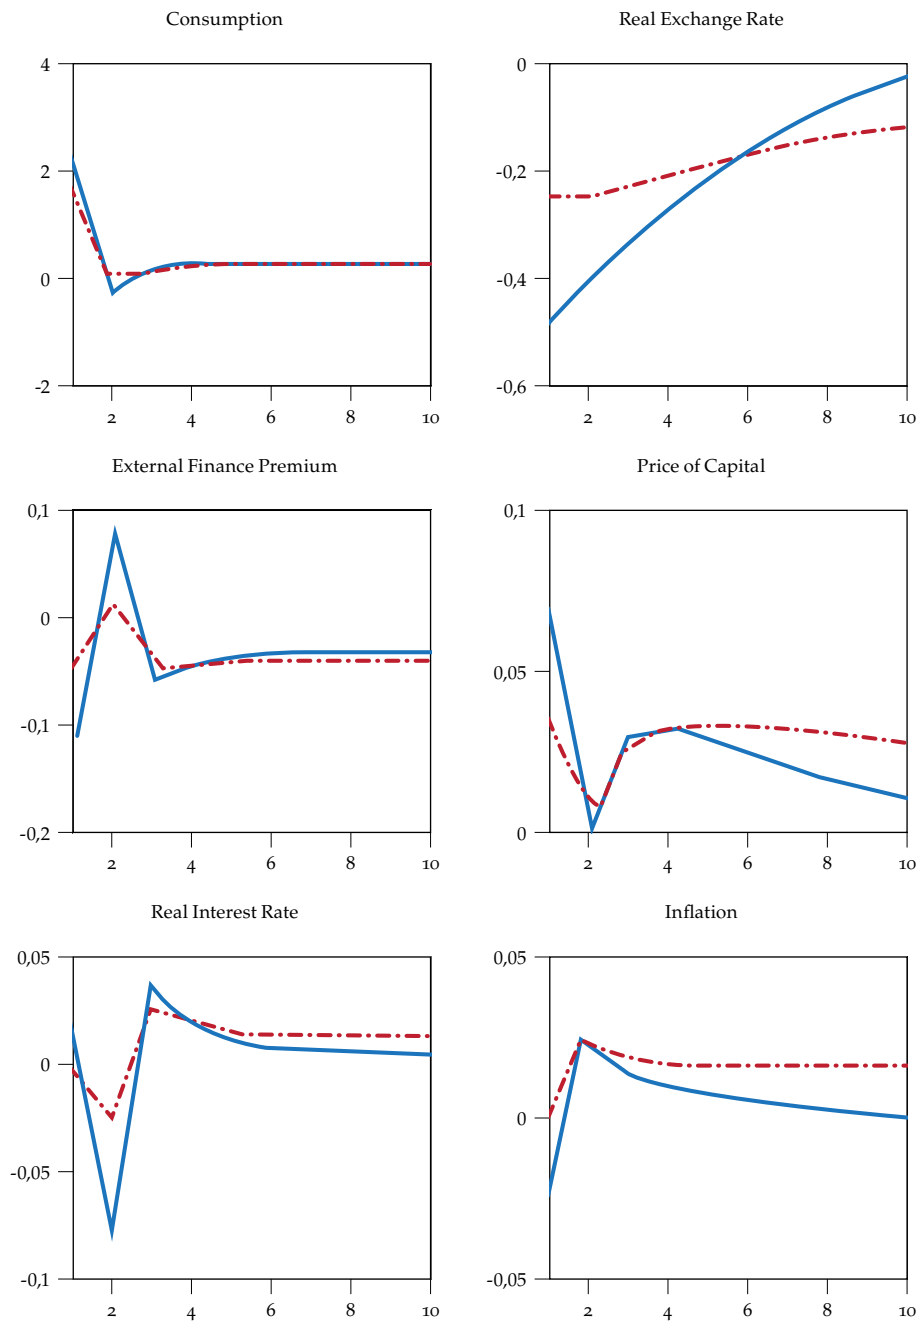 Consumption
4
2
0
-2
2 4 6 8 10
Real Exchange Rate
0
-0,2
-0,4
-0,6
2 4 6 8 10
External Finance Premium
0,1
0
-0,1
-0,2
2 4 6 8 10
Price of Capital
0,1
0,05
0
2 4 6 8 10
Real Interest Rate
0,05
0
-0,05
-0,1
2 4 6 8 10
Inflation
0,05
0
-0,05
2 4 6 8 10